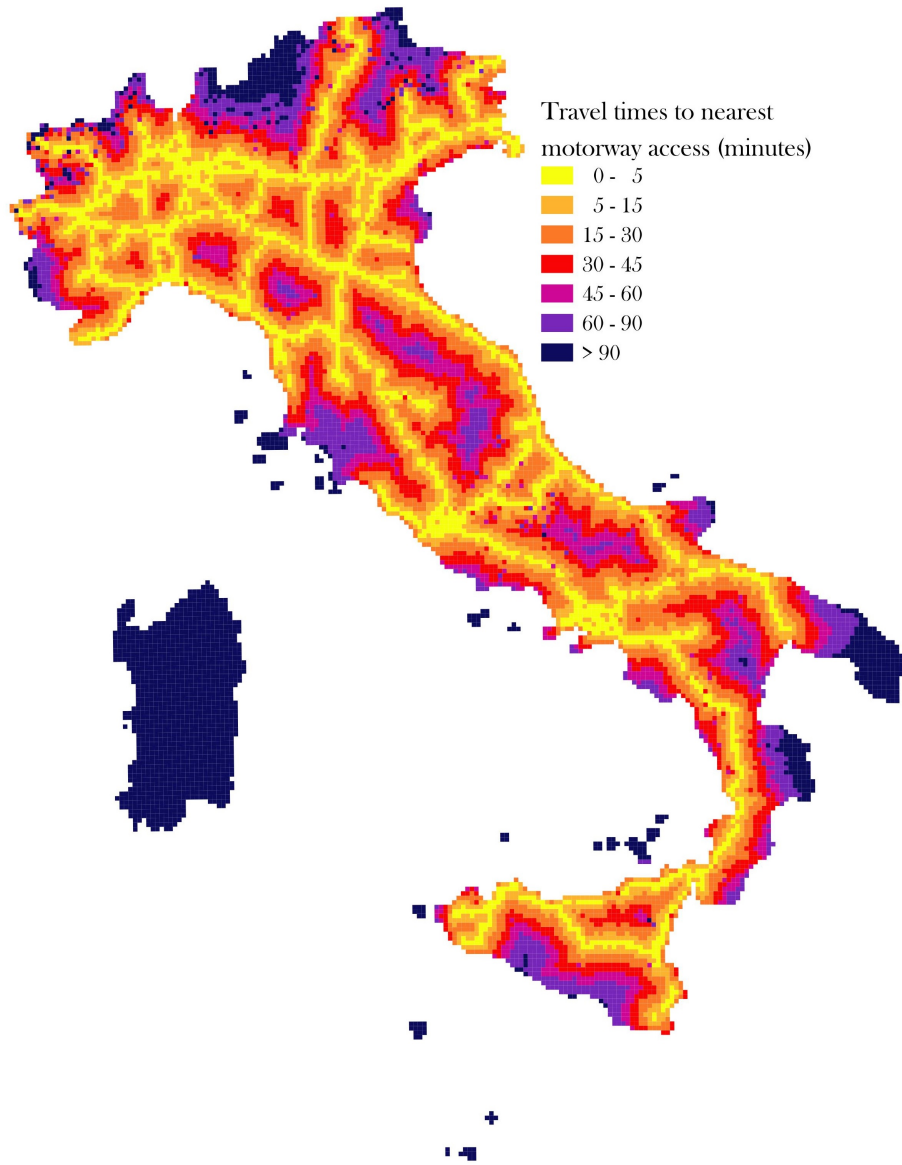 Travel times to nearest
motorway access (minutes)
0 - 5
5 - 15
15 - 30
30 - 45
45 - 60
60 - 90
> 90